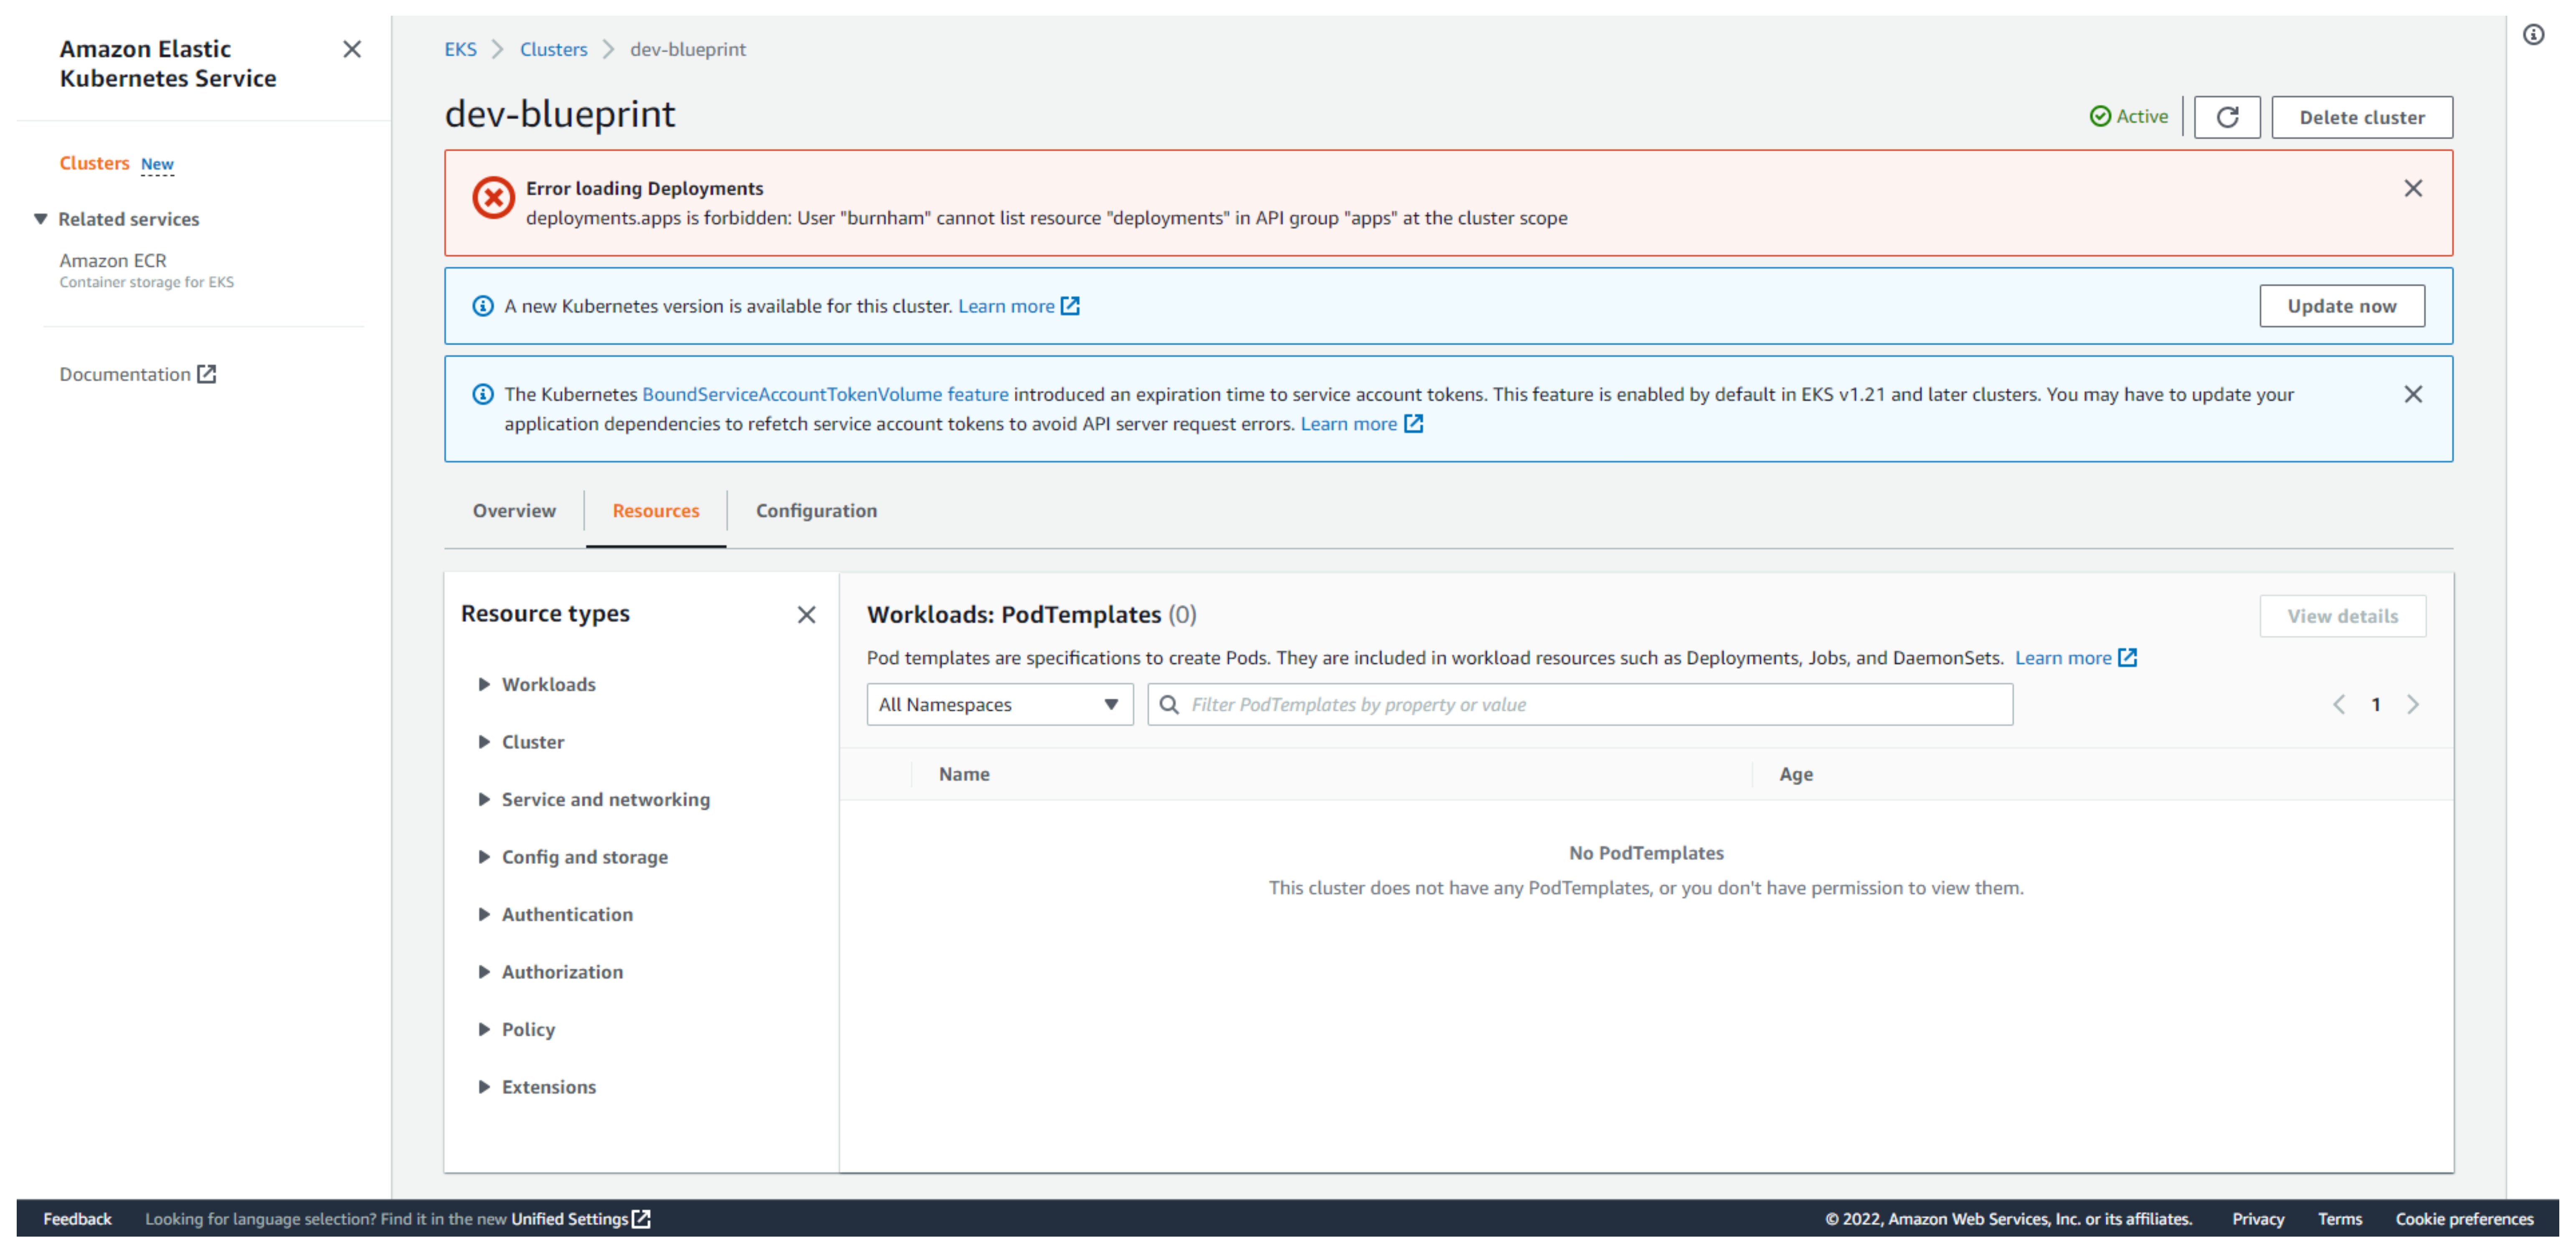 Amazon Elastic
Kubernetes Service
Clusters New
Related services
Amazon ECR
Container storage for EKS
Documentation
EKS > Clusters > dev-blueprint
dev-blueprint
Active
Delete cluster
Error loading Deployments
deployments.apps is forbidden: User "burnham" cannot list resource "deployments" in API group "apps" at the cluster scope
A new Kubernetes version is available for this cluster. Learn more
Update now
The Kubernetes BoundServiceAccountTokenVolume feature introduced an expiration time to service account tokens. This feature is enabled by default in EKS v1.21 and later clusters. You may have to update your
application dependencies to refetch service account tokens to avoid API server request errors. Learn more
Overview
Resources
Configuration
Resource types
Workloads
Cluster
Service and networking
Config and storage
Authentication
Authorization
Policy
Extensions
Workloads: PodTemplates (0)
View details
Pod templates are specifications to create Pods. They are included in workload resources such as Deployments, Jobs, and DaemonSets. Learn more
All Namespaces
Filter PodTemplates by property or value
1
Name
Age
No PodTemplates
This cluster does not have any PodTemplates, or you don't have permission to view them.
Feedback
Looking for language selection? Find it in the new Unified Settings
© 2022, Amazon Web Services, Inc. or its affiliates.
Privacy
Terms
Cookie preferences